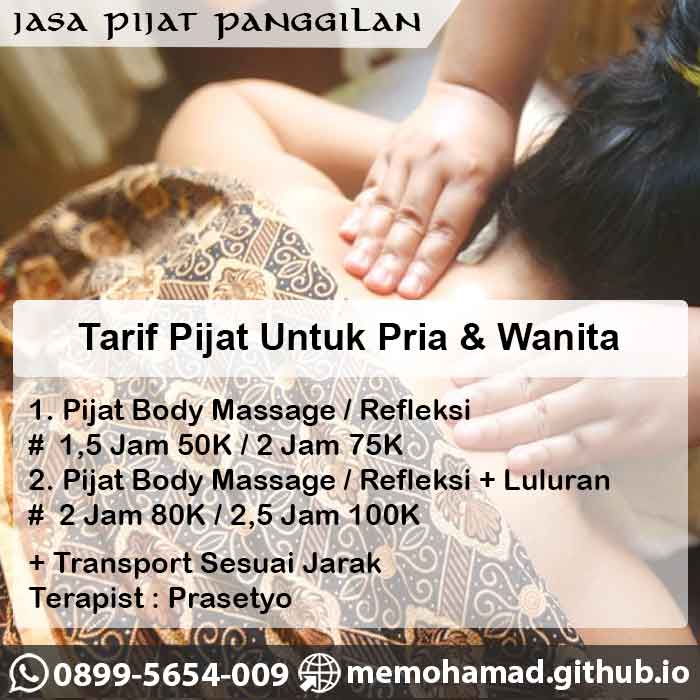 JASA PIJAT PANGGILAN
Tarif Pijat Untuk Pria & Wanita
1. Pijat Body Massage / Refleksi
# 1,5 Jam 50K / 2 Jam 75K
2. Pijat Body Massage / Refleksi + Luluran
# 2 Jam 80K / 2,5 Jam 100K
+ Transport Sesuai Jarak
Terapist : Prasetyo
0899-5654-009 memohamad.github.io